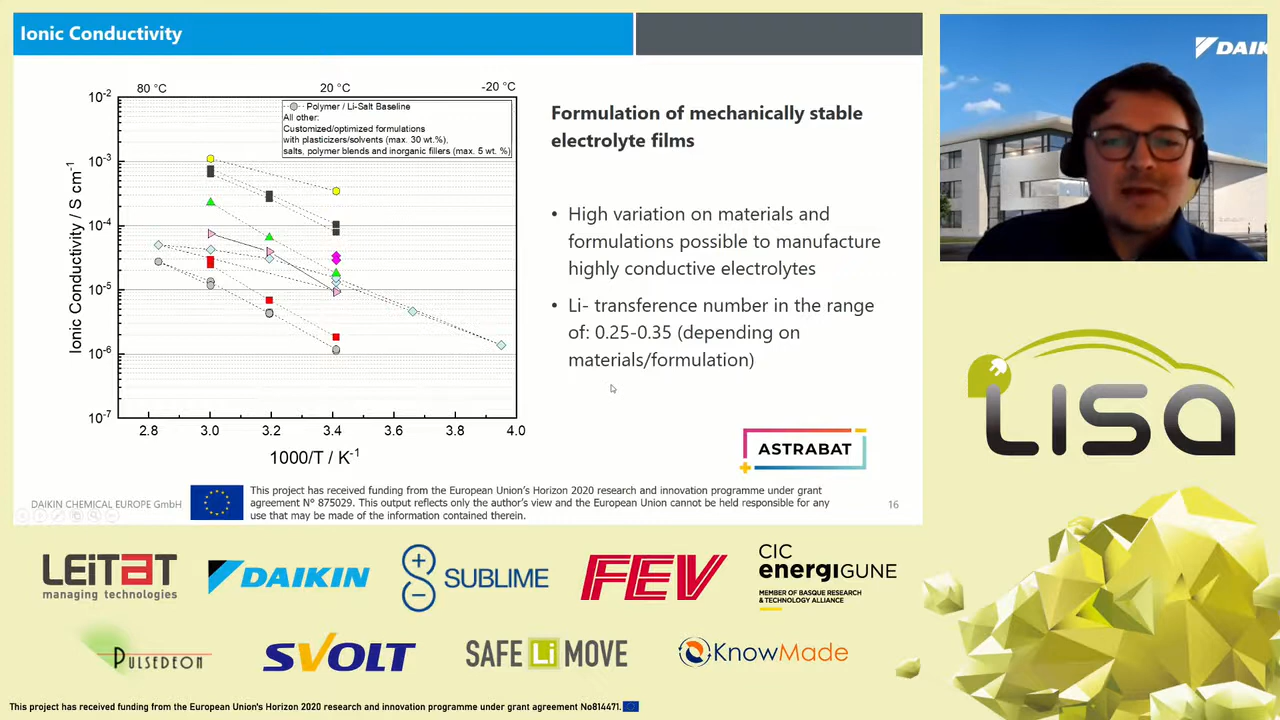 Ionic Conductivity
80 °C
20 °C
-20 °C
10-2
10-3
10-4
10-5
10-6
10-7
Ionic Conductivity / S cm-1
Polymer / Li-Salt Baseline
All other:
Customized/optimized formulations
with plasticizers/solvents (max. 30 wt.%),
salts, polymer blends and inorganic fillers (max. 5 wt. %)
2.8 3.0 3.2 3.4 3.6 3.8 4.0
1000/T / K-1
Formulation of mechanically stable
electrolyte films
• High variation on materials and
formulations possible to manufacture
highly conductive electrolytes
• Li- transference number in the range
of: 0.25-0.35 (depending on
materials/formulation)
ASTRABAT
DAIKIN CHEMICAL EUROPE GmbH
This project has received funding from the European Union's Horizon 2020 research and innovation programme under grant
agreement N° 875029. This output reflects only the author's view and the European Union cannot be held responsible for any
use that may be made of the information contained therein.
16
DAIK
LISA
LEITAT
managing technologies
DAIKIN
SUBLIME
FEV
CIC
energiGUNE
MEMBER OF BASQUE RESEARCH
& TECHNOLOGY ALLIANCE
PULSEDEON
SVOLT
SAFE Li MOVE
KnowMade
This project has received funding from the European Union's Horizon 2020 research and innovation programme under grant agreement No814471.